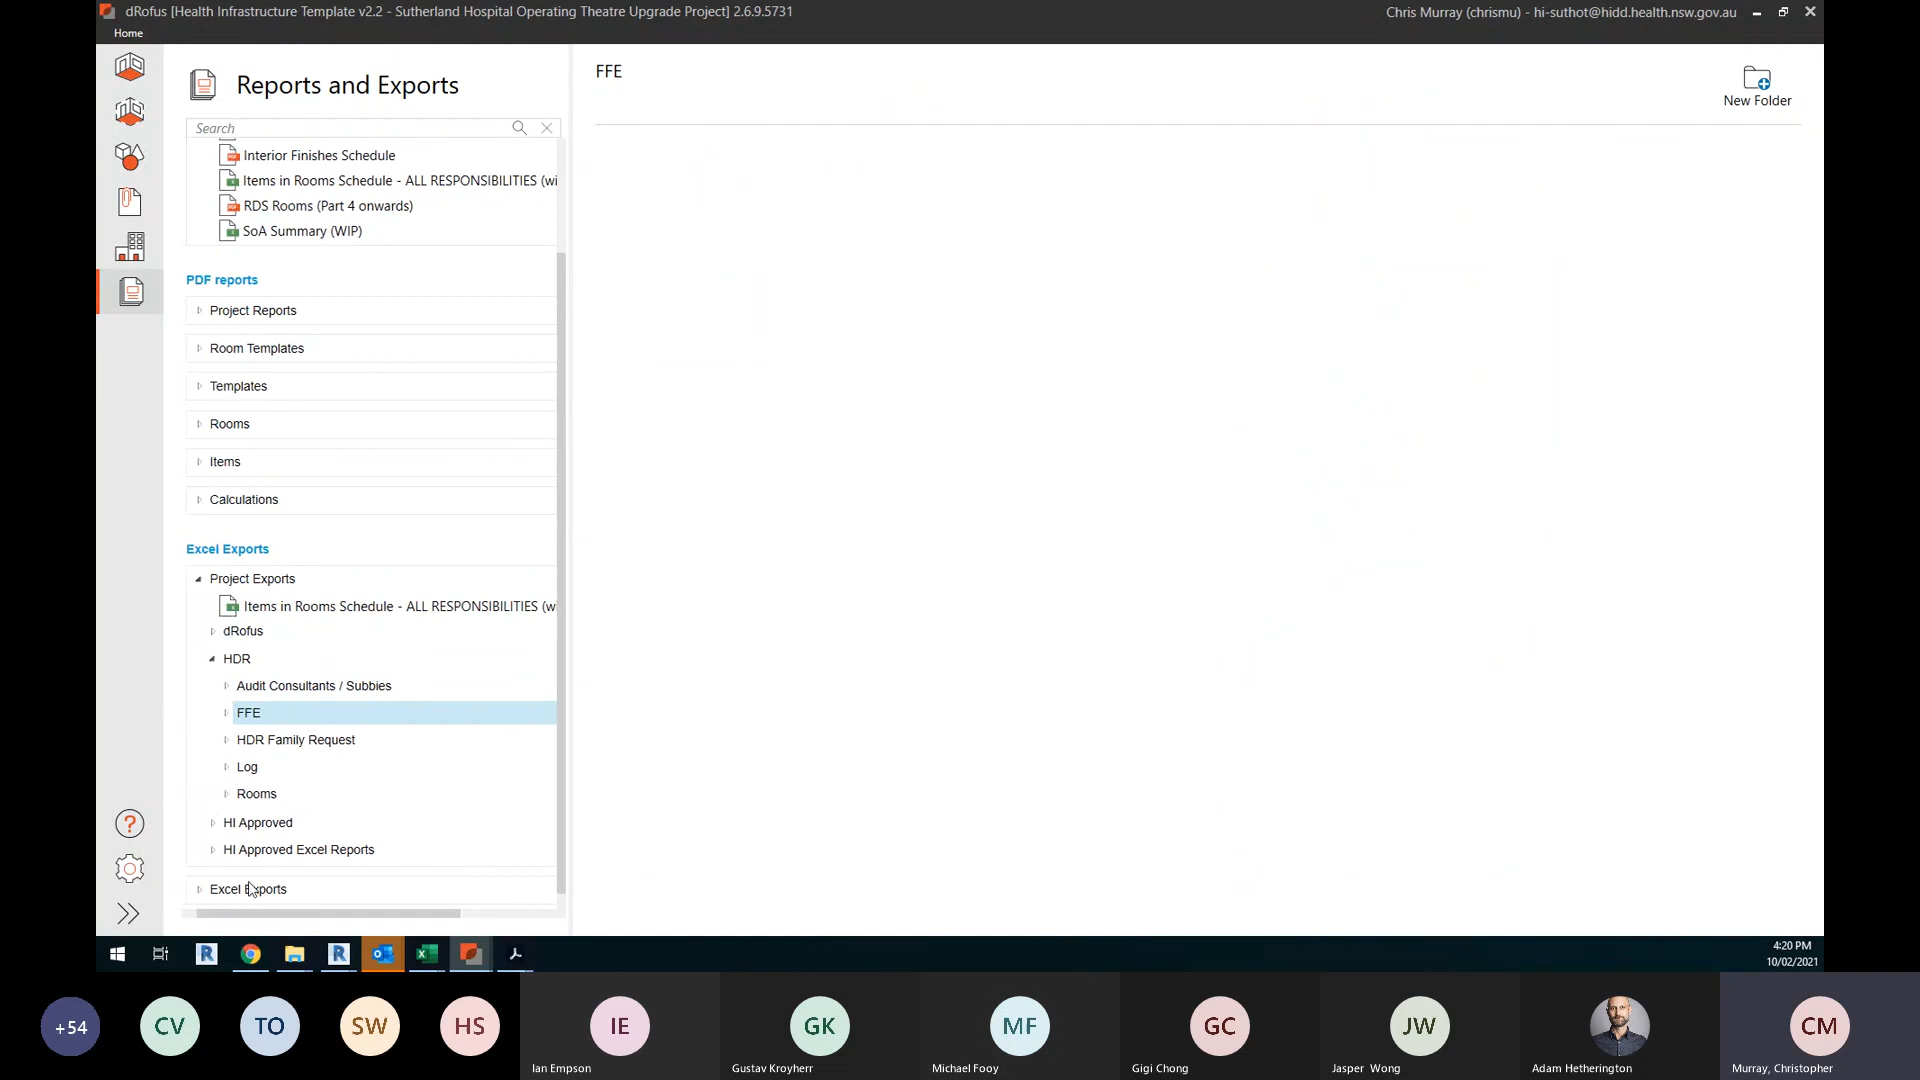 dRofus [Health Infrastructure Template v2.2 - Sutherland Hospital Operating Theatre Upgrade Project] 2.6.9.5731
Chris Murray (chrismu) - hi-suthot@hidd.health.nsw.gov.au
Home
Reports and Exports
FFE
New Folder
Search
Interior Finishes Schedule
Items in Rooms Schedule - ALL RESPONSIBILITIES (wi
RDS Rooms (Part 4 onwards)
SoA Summary (WIP)
PDF reports
Project Reports
Room Templates
Templates
Rooms
Items
Calculations
Excel Exports
Project Exports
Items in Rooms Schedule - ALL RESPONSIBILITIES (w
dRofus
HDR
Audit Consultants / Subbies
FFE
HDR Family Request
Log
Rooms
HI Approved
HI Approved Excel Reports
Excel Exports
4:20 PM
10/02/2021
+54
CV
TO
SW
HS
IE
GK
MF
GC
JW
CM
Ian Empson
Gustav Kroyherr
Michael Fooy
Gigi Chong
Jasper Wong
Adam Hetherington
Murray, Christopher